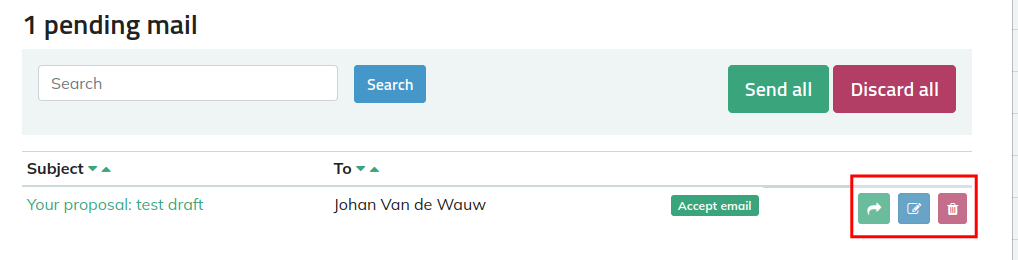 1 pending mail
Search Search Send all Discard all
Subject To
Your proposal: test draft Johan Van de Wauw Accept email